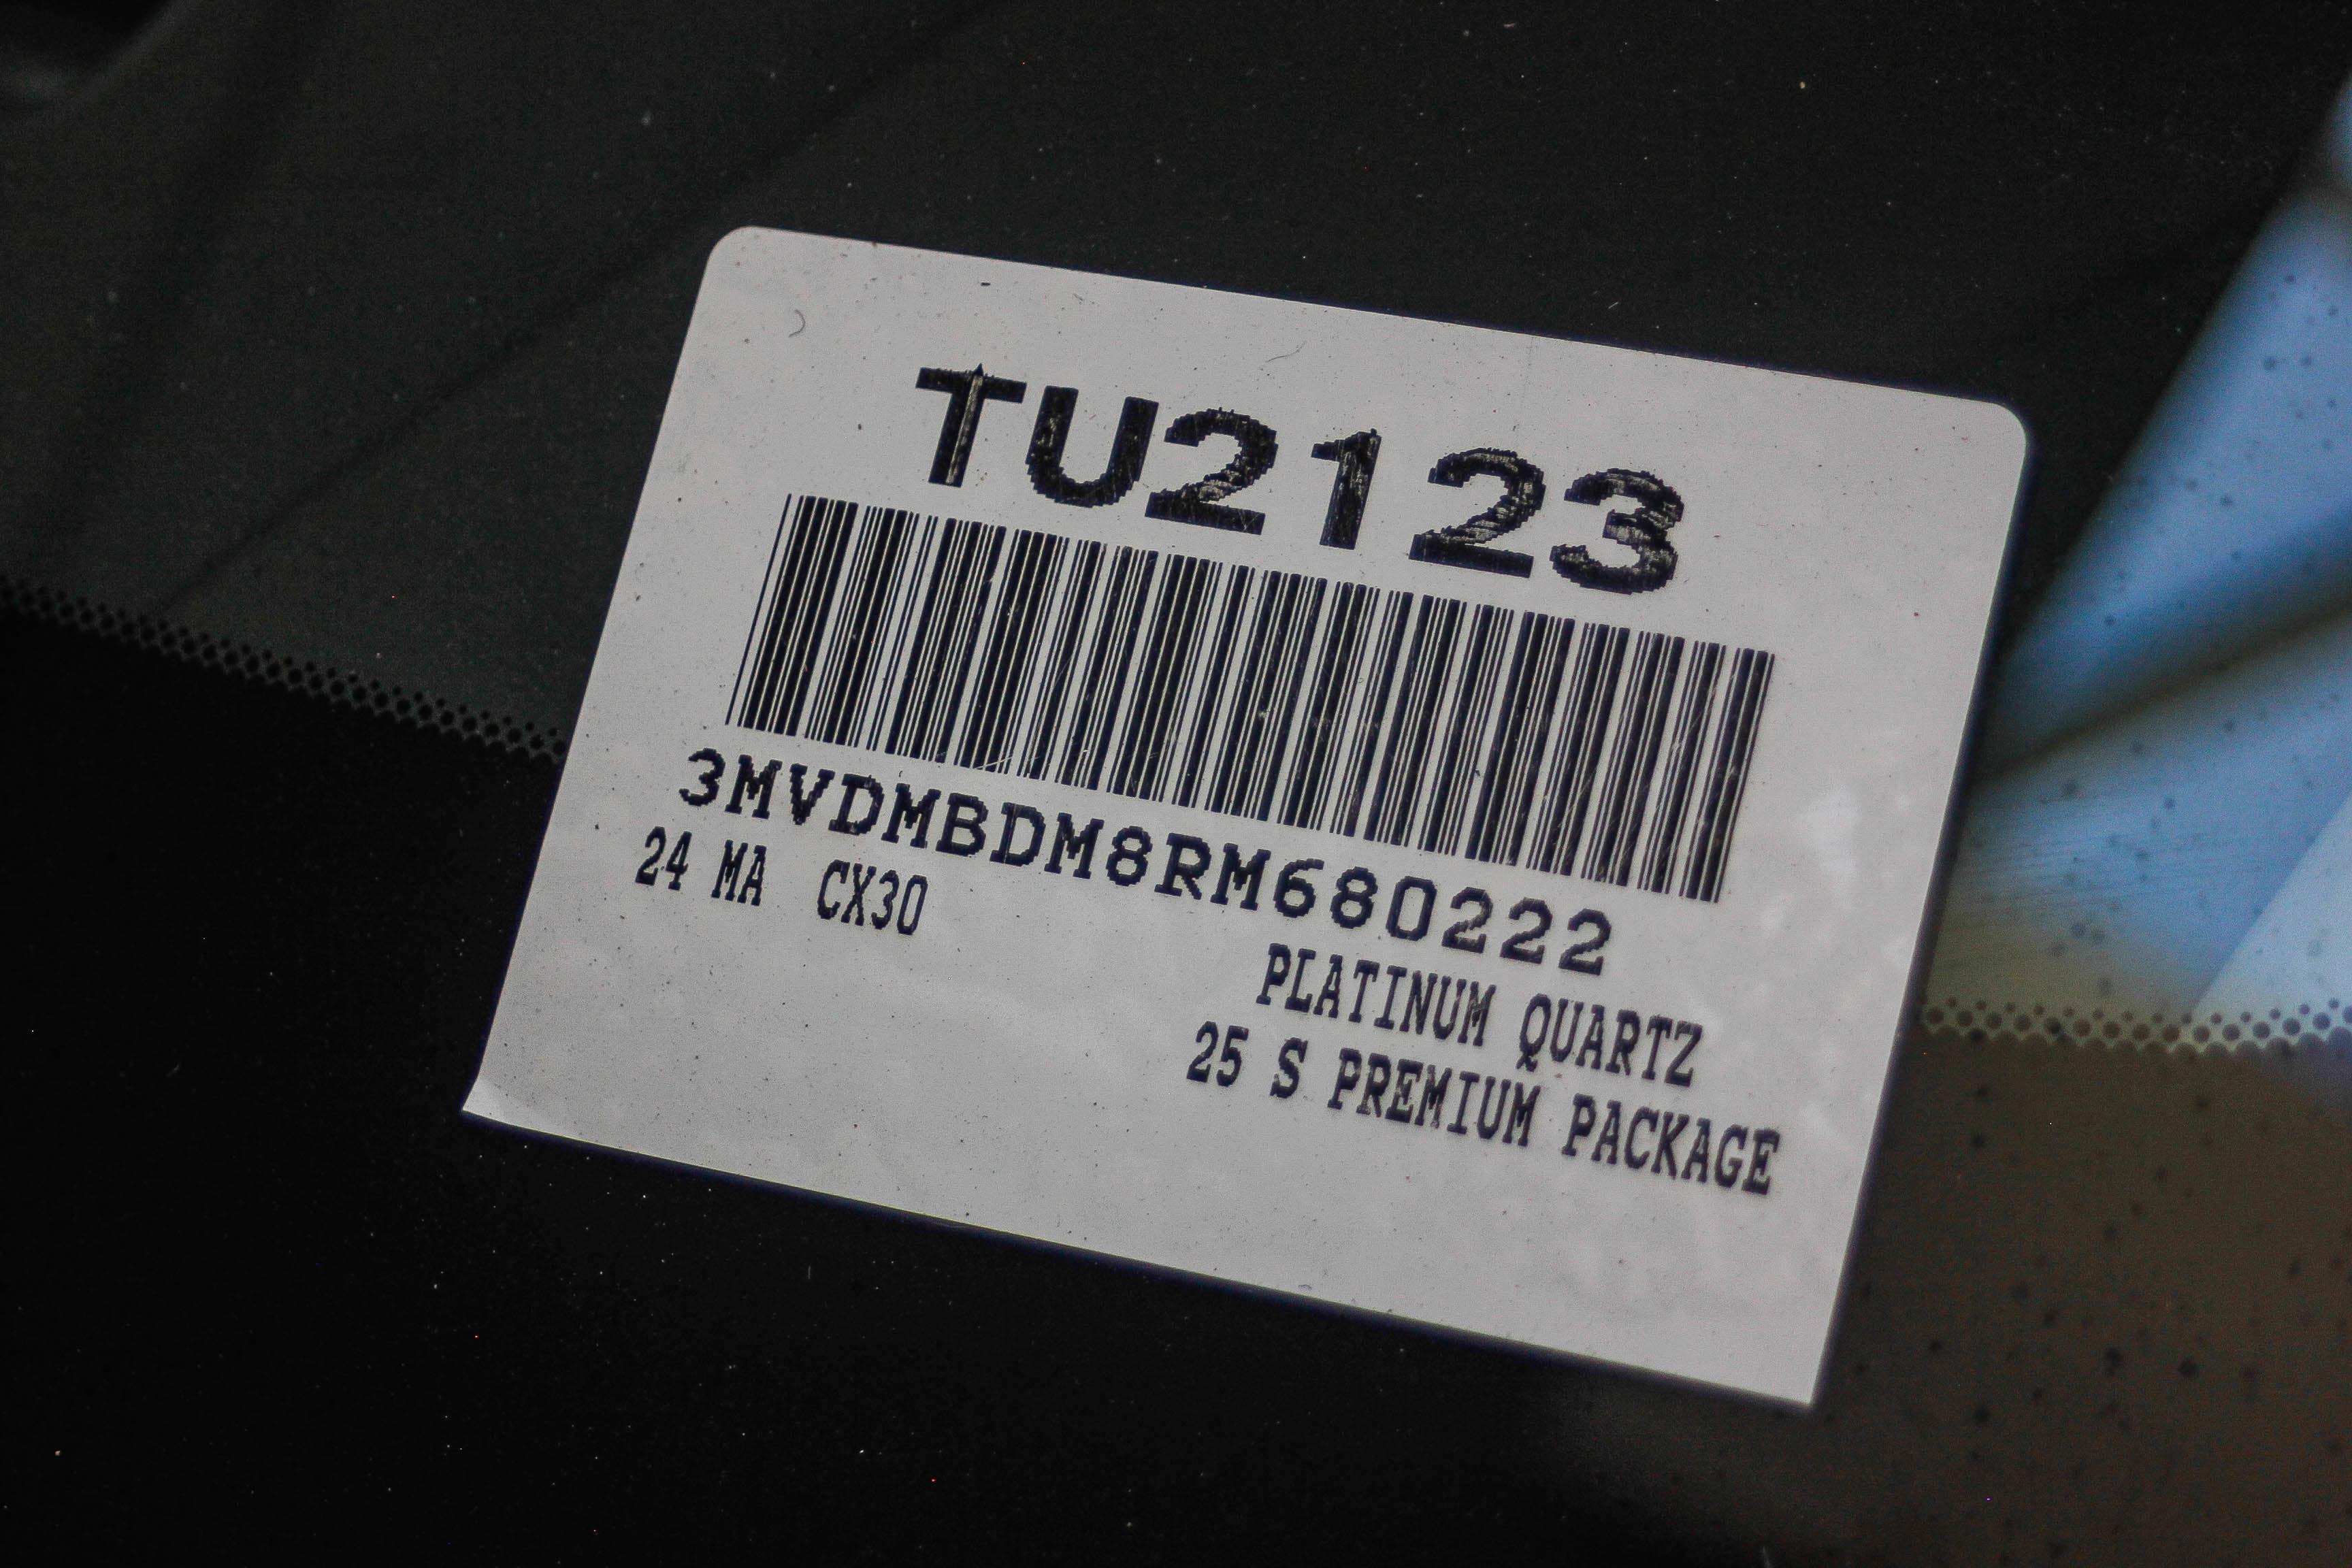 TU2123
3MVDMBDM8RM680222
24 MA CX30
PLATINUM QUARTZ
25 S PREMIUM PACKAGE